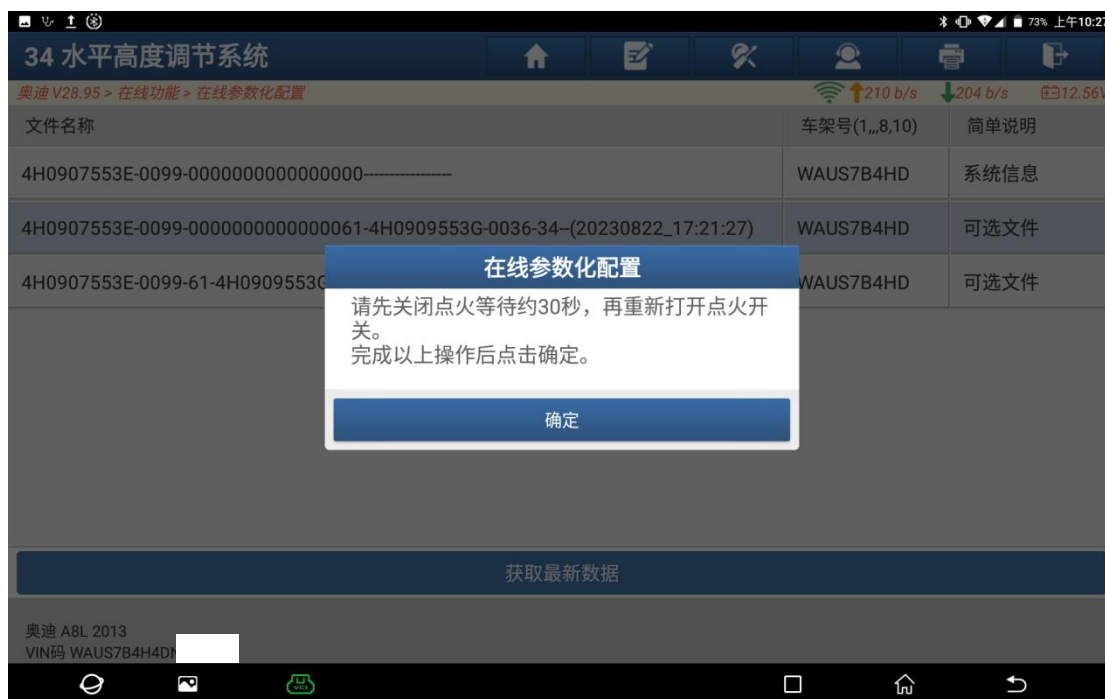 73% 上午10:27
34 水平高度调节系统
奥迪 V28.95 > 在线功能 > 在线参数化配置
210 b/s 204 b/s 12.56V
文件名称 车架号(1,,,8,10) 简单说明
4H0907553E-0099-0000000000000000---------------- WAUS7B4HD 系统信息
4H0907553E-0099-0000000000000061-4H0909553G-0036-34--(20230822_17:21:27) WAUS7B4HD 可选文件
4H0907553E-0099-61-4H0909553G WAUS7B4HD 可选文件
在线参数化配置
请先关闭点火等待约30秒，再重新打开点火开
关。
完成以上操作后点击确定。
确定
获取最新数据
奥迪 A8L 2013
VIN码 WAUS7B4H4DN
VCI